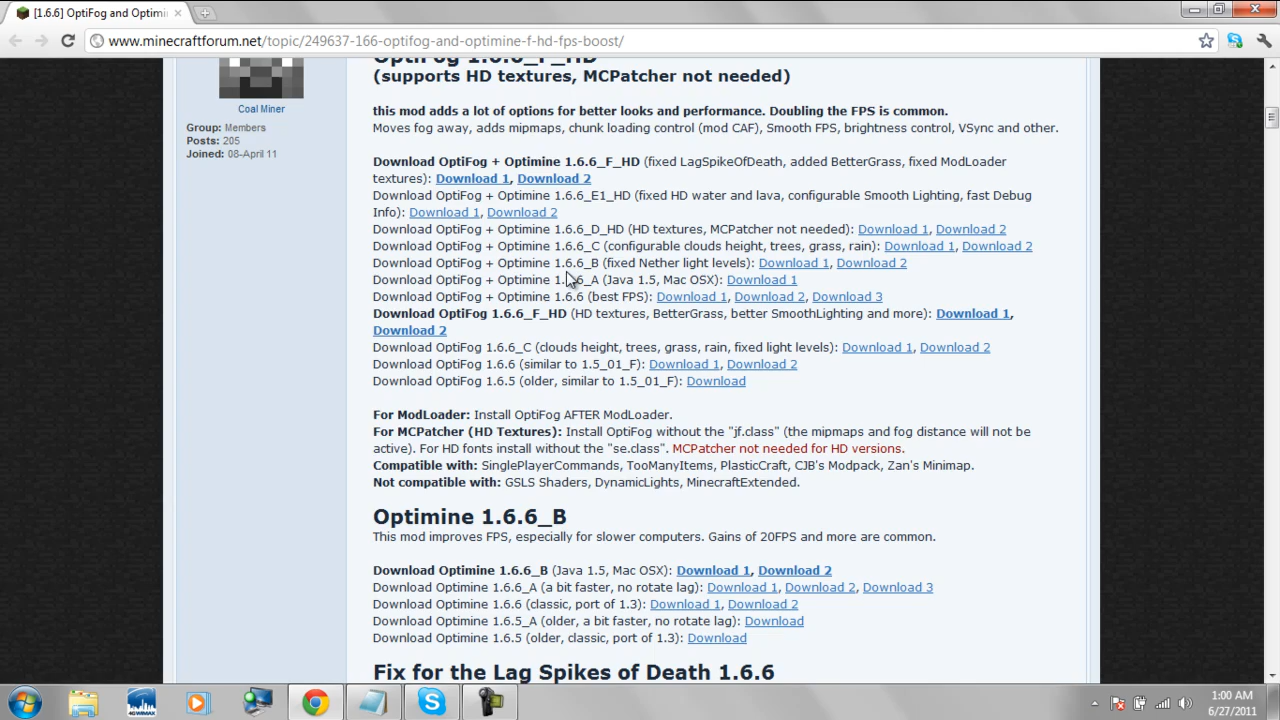 [1.6.6] OptiFog and Optimin
www.minecraftforum.net/topic/249637-166-optifog-and-optimine-f-hd-fps-boost/
Coal Miner
Group: Members
Posts: 205
Joined: 08-April 11
OptiFog 1.6.6_F_HD
(supports HD textures, MCPatcher not needed)
this mod adds a lot of options for better looks and performance. Doubling the FPS is common.
Moves fog away, adds mipmaps, chunk loading control (mod CAF), Smooth FPS, brightness control, VSync and other.
Download OptiFog + Optimine 1.6.6_F_HD (fixed LagSpikeOfDeath, added BetterGrass, fixed ModLoader
textures): Download 1, Download 2
Download OptiFog + Optimine 1.6.6_E1_HD (fixed HD water and lava, configurable Smooth Lighting, fast Debug
Info): Download 1, Download 2
Download OptiFog + Optimine 1.6.6_D_HD (HD textures, MCPatcher not needed): Download 1, Download 2
Download OptiFog + Optimine 1.6.6_C (configurable clouds height, trees, grass, rain): Download 1, Download 2
Download OptiFog + Optimine 1.6.6_B (fixed Nether light levels): Download 1, Download 2
Download OptiFog + Optimine 1.6.6_A (Java 1.5, Mac OSX): Download 1
Download OptiFog + Optimine 1.6.6 (best FPS): Download 1, Download 2, Download 3
Download OptiFog 1.6.6_F_HD (HD textures, BetterGrass, better SmoothLighting and more): Download 1,
Download 2
Download OptiFog 1.6.6_C (clouds height, trees, grass, rain, fixed light levels): Download 1, Download 2
Download OptiFog 1.6.6 (similar to 1.5_01_F): Download 1, Download 2
Download OptiFog 1.6.5 (older, similar to 1.5_01_F): Download
For ModLoader: Install OptiFog AFTER ModLoader.
For MCPatcher (HD Textures): Install OptiFog without the "jf.class" (the mipmaps and fog distance will not be
active). For HD fonts install without the "se.class". MCPatcher not needed for HD versions.
Compatible with: SinglePlayerCommands, TooManyItems, PlasticCraft, CJB's Modpack, Zan's Minimap.
Not compatible with: GSLS Shaders, DynamicLights, MinecraftExtended.
Optimine 1.6.6_B
This mod improves FPS, especially for slower computers. Gains of 20FPS and more are common.
Download Optimine 1.6.6_B (Java 1.5, Mac OSX): Download 1, Download 2
Download Optimine 1.6.6_A (a bit faster, no rotate lag): Download 1, Download 2, Download 3
Download Optimine 1.6.6 (classic, port of 1.3): Download 1, Download 2
Download Optimine 1.6.5_A (older, a bit faster, no rotate lag): Download
Download Optimine 1.6.5 (older, classic, port of 1.3): Download
Fix for the Lag Spikes of Death 1.6.6
4GWIMAX
1:00 AM
6/27/2011